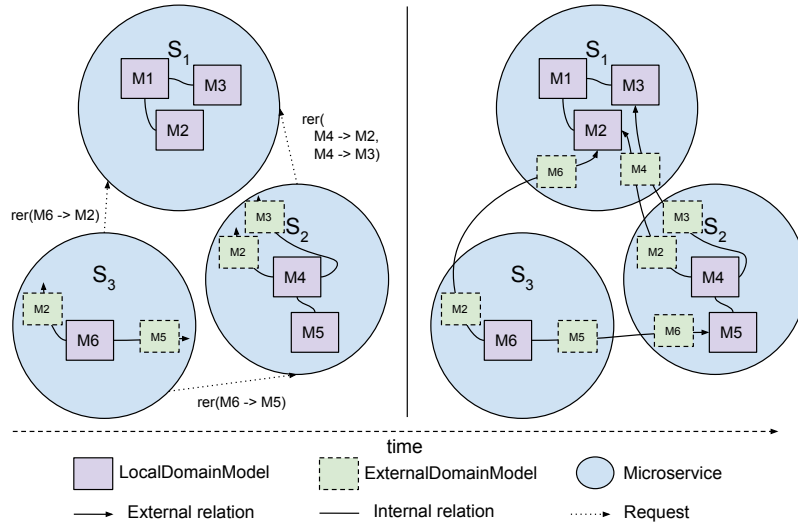 S1
M1
M3
M2
rer(
M4 -> M2,
M4 -> M3)
rer(M6 -> M2)
M3
S2
M2
M4
M5
S3
M2
M6
M5
rer(M6 -> M5)
S1
M1
M3
M2
M6
M4
M3
S2
M2
M4
S3
M2
M6
M5
M6
M5
time
LocalDomainModel
ExternalDomainModel
Microservice
External relation
Internal relation
Request